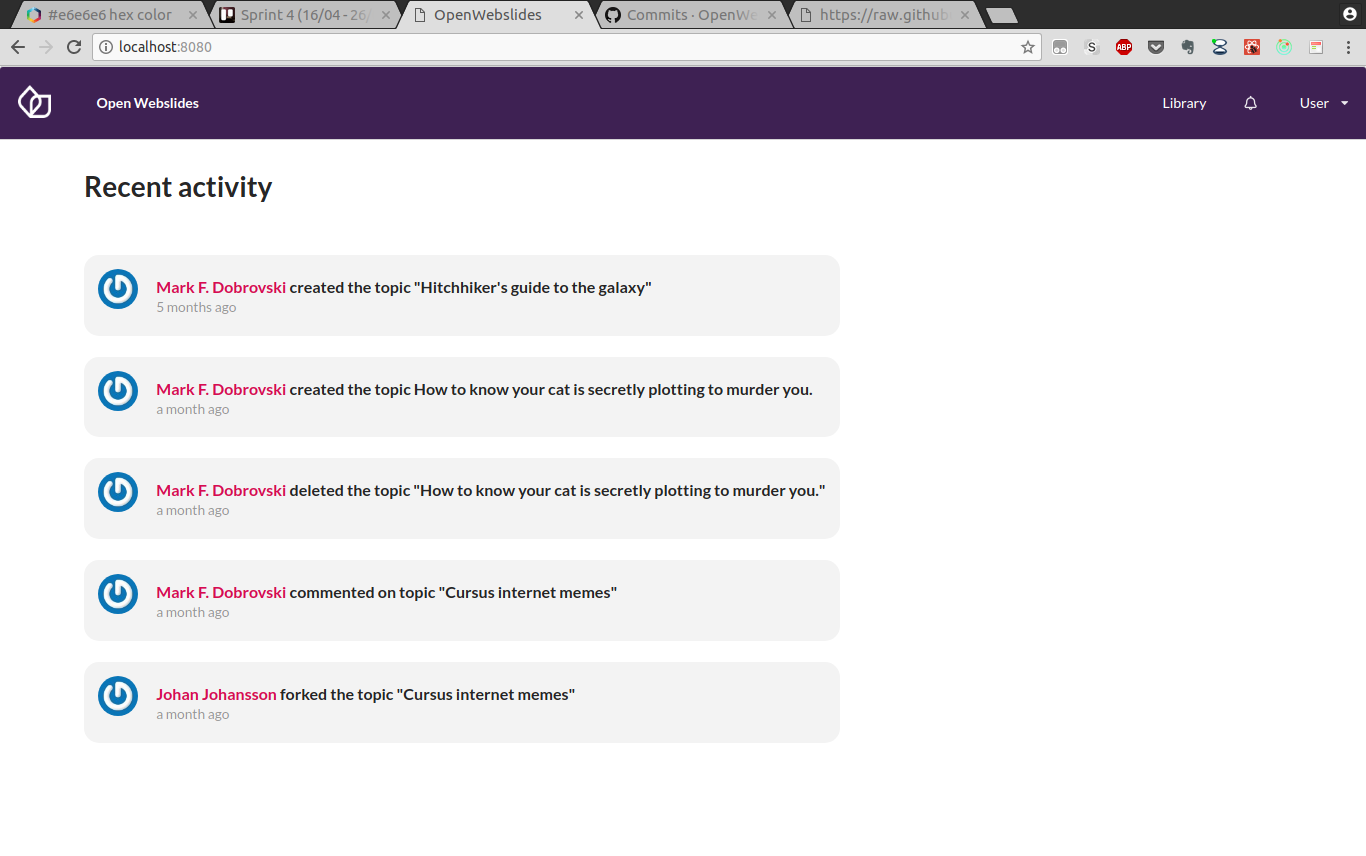 #e6e6e6 hex color
Sprint 4 (16/04 - 26/
OpenWebslides
Commits · OpenWe
https://raw.github
localhost:8080
S
ABP
Open Webslides
Library
User
Recent activity
Mark F. Dobrovski created the topic "Hitchhiker's guide to the galaxy"
5 months ago
Mark F. Dobrovski created the topic How to know your cat is secretly plotting to murder you.
a month ago
Mark F. Dobrovski deleted the topic "How to know your cat is secretly plotting to murder you."
a month ago
Mark F. Dobrovski commented on topic "Cursus internet memes"
a month ago
Johan Johansson forked the topic "Cursus internet memes"
a month ago